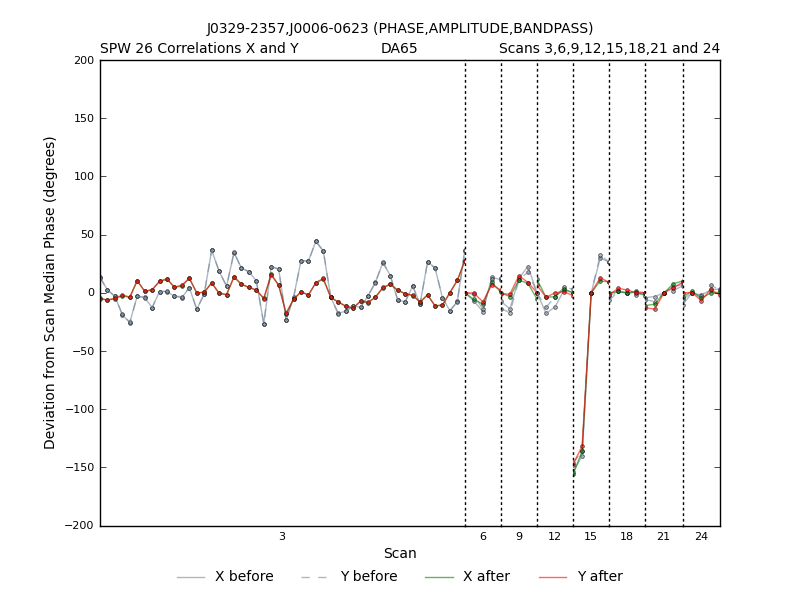 J0329-2357,J0006-0623 (PHASE,AMPLITUDE,BANDPASS)
SPW 26 Correlations X and Y DA65 Scans 3,6,9,12,15,18,21 and 24
200
150
100
50
0
−50
−100
−150
−200
Deviation from Scan Median Phase (degrees)
3 6 9 12 15 18 21 24
Scan
X before Y before X after Y after